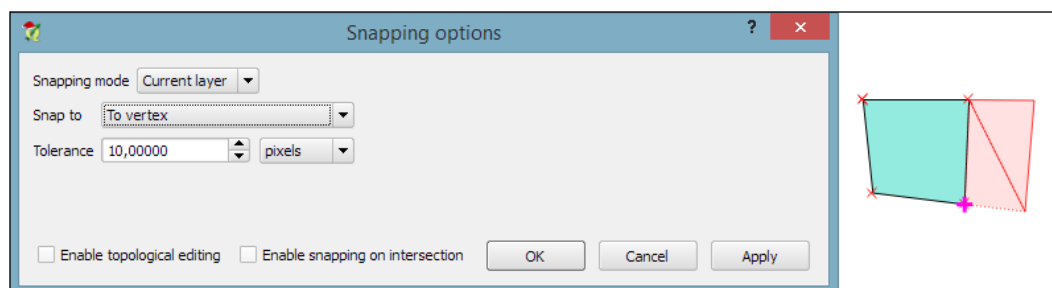 Snapping options ?
Snapping mode Current layer
Snap to To vertex
Tolerance 10,00000 pixels
Enable topological editing Enable snapping on intersection OK Cancel Apply